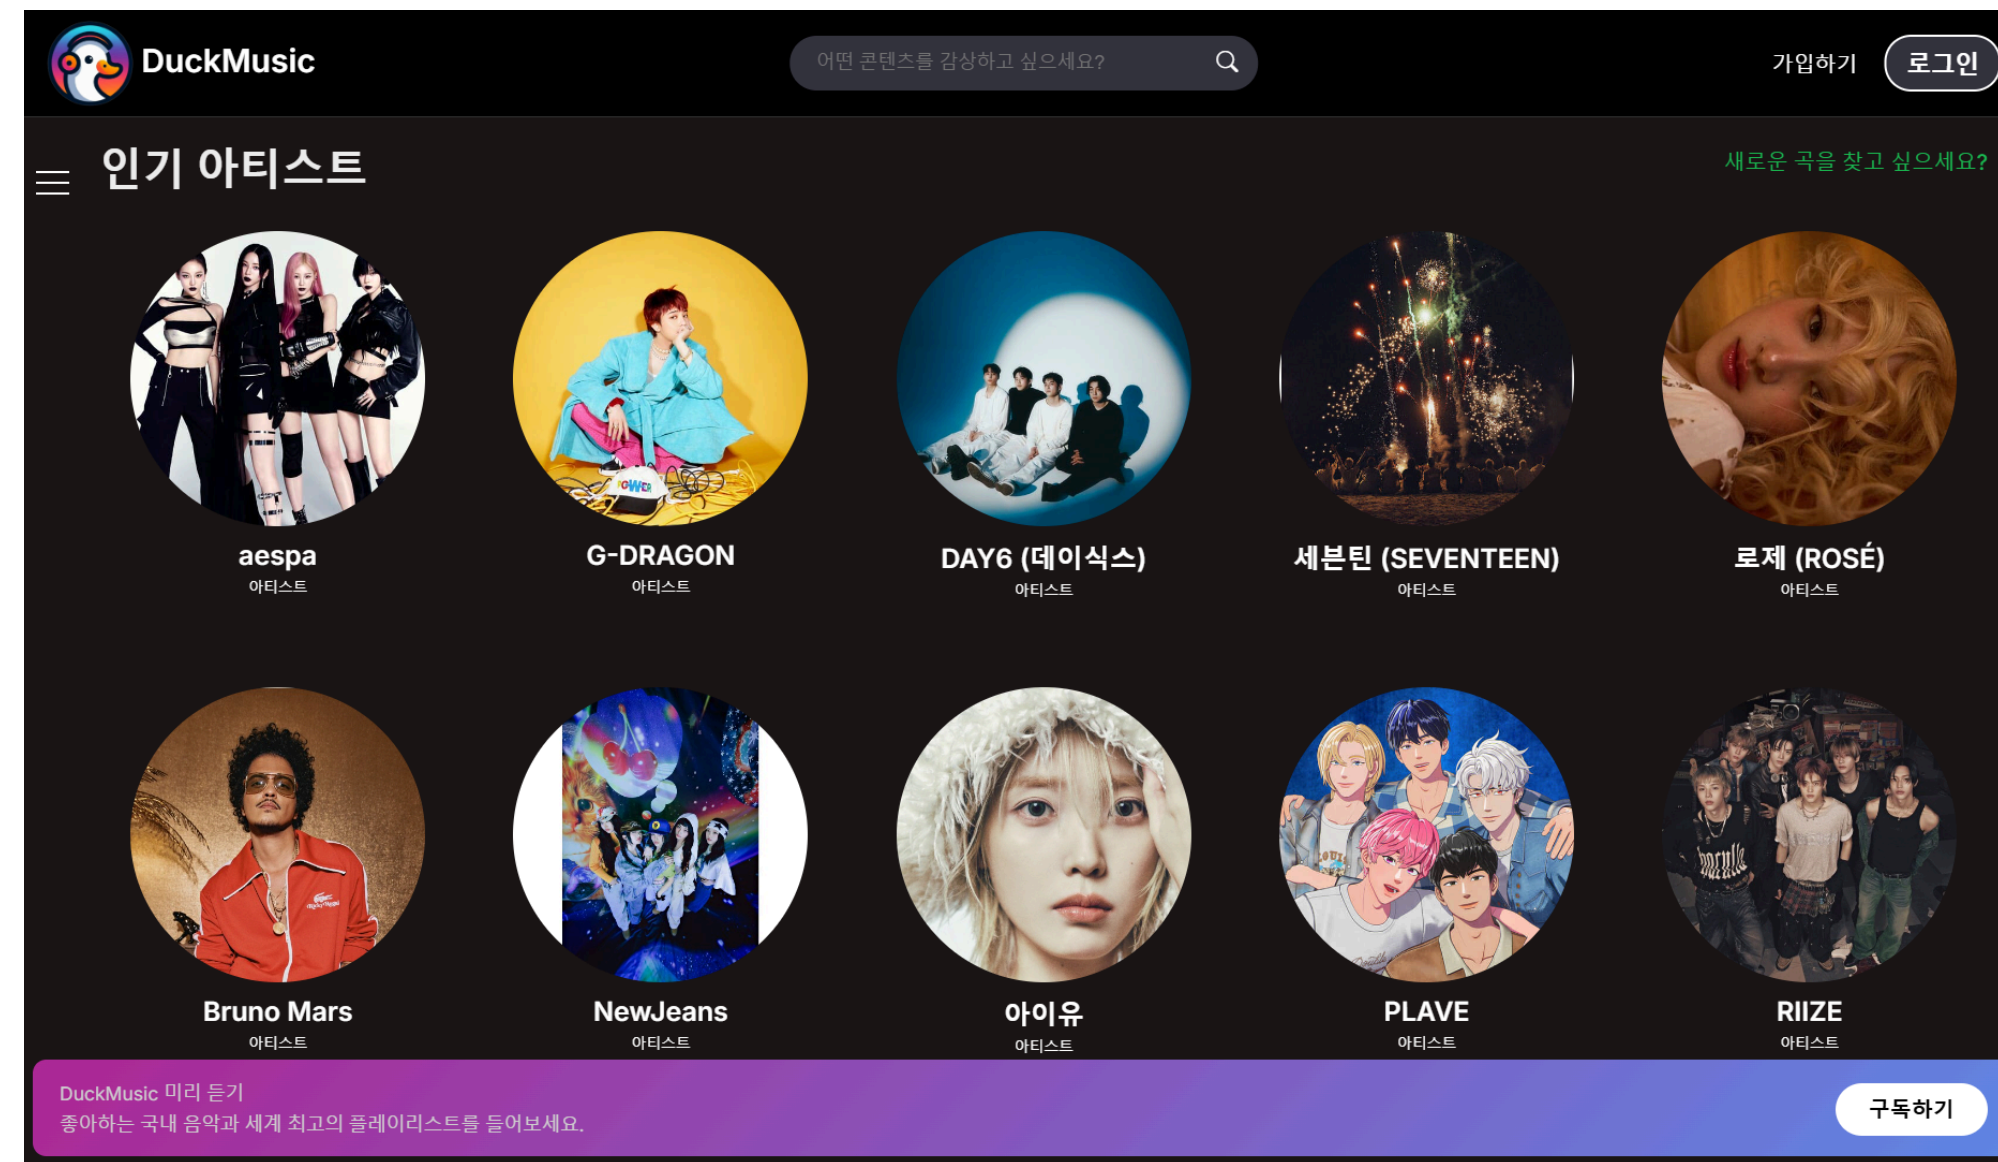 DuckMusic
어떤 콘텐츠를 감상하고 싶으세요?
가입하기
로그인
인기 아티스트
새로운 곡을 찾고 싶으세요?
POWER
aespa
아티스트
G-DRAGON
아티스트
DAY6 (데이식스)
아티스트
세븐틴 (SEVENTEEN)
아티스트
로제 (ROSÉ)
아티스트
Bruno Mars
아티스트
NewJeans
아티스트
아이유
아티스트
PLAVE
아티스트
RIIZE
아티스트
DuckMusic 미리 듣기
좋아하는 국내 음악과 세계 최고의 플레이리스트를 들어보세요.
구독하기